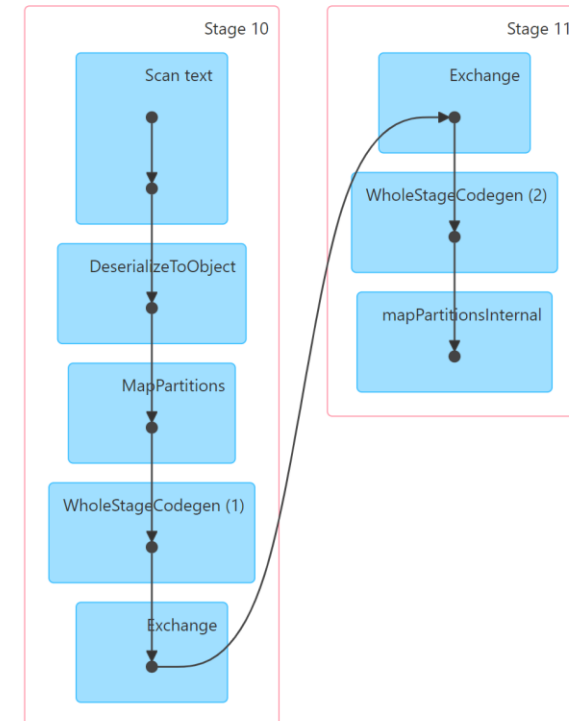 Stage 10
Scan text
DeserializeToObject
MapPartitions
WholeStageCodegen (1)
Exchange
Stage 11
Exchange
WholeStageCodegen (2)
mapPartitionsInternal